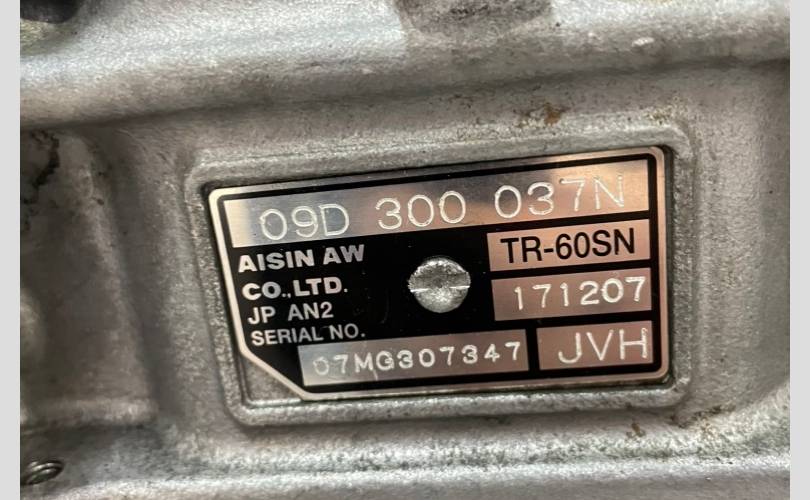 09D 300 037N
AISIN AW
CO.,LTD.
TR-60SN
JP AN2
171207
SERIAL NO.
07MG307347
JVH